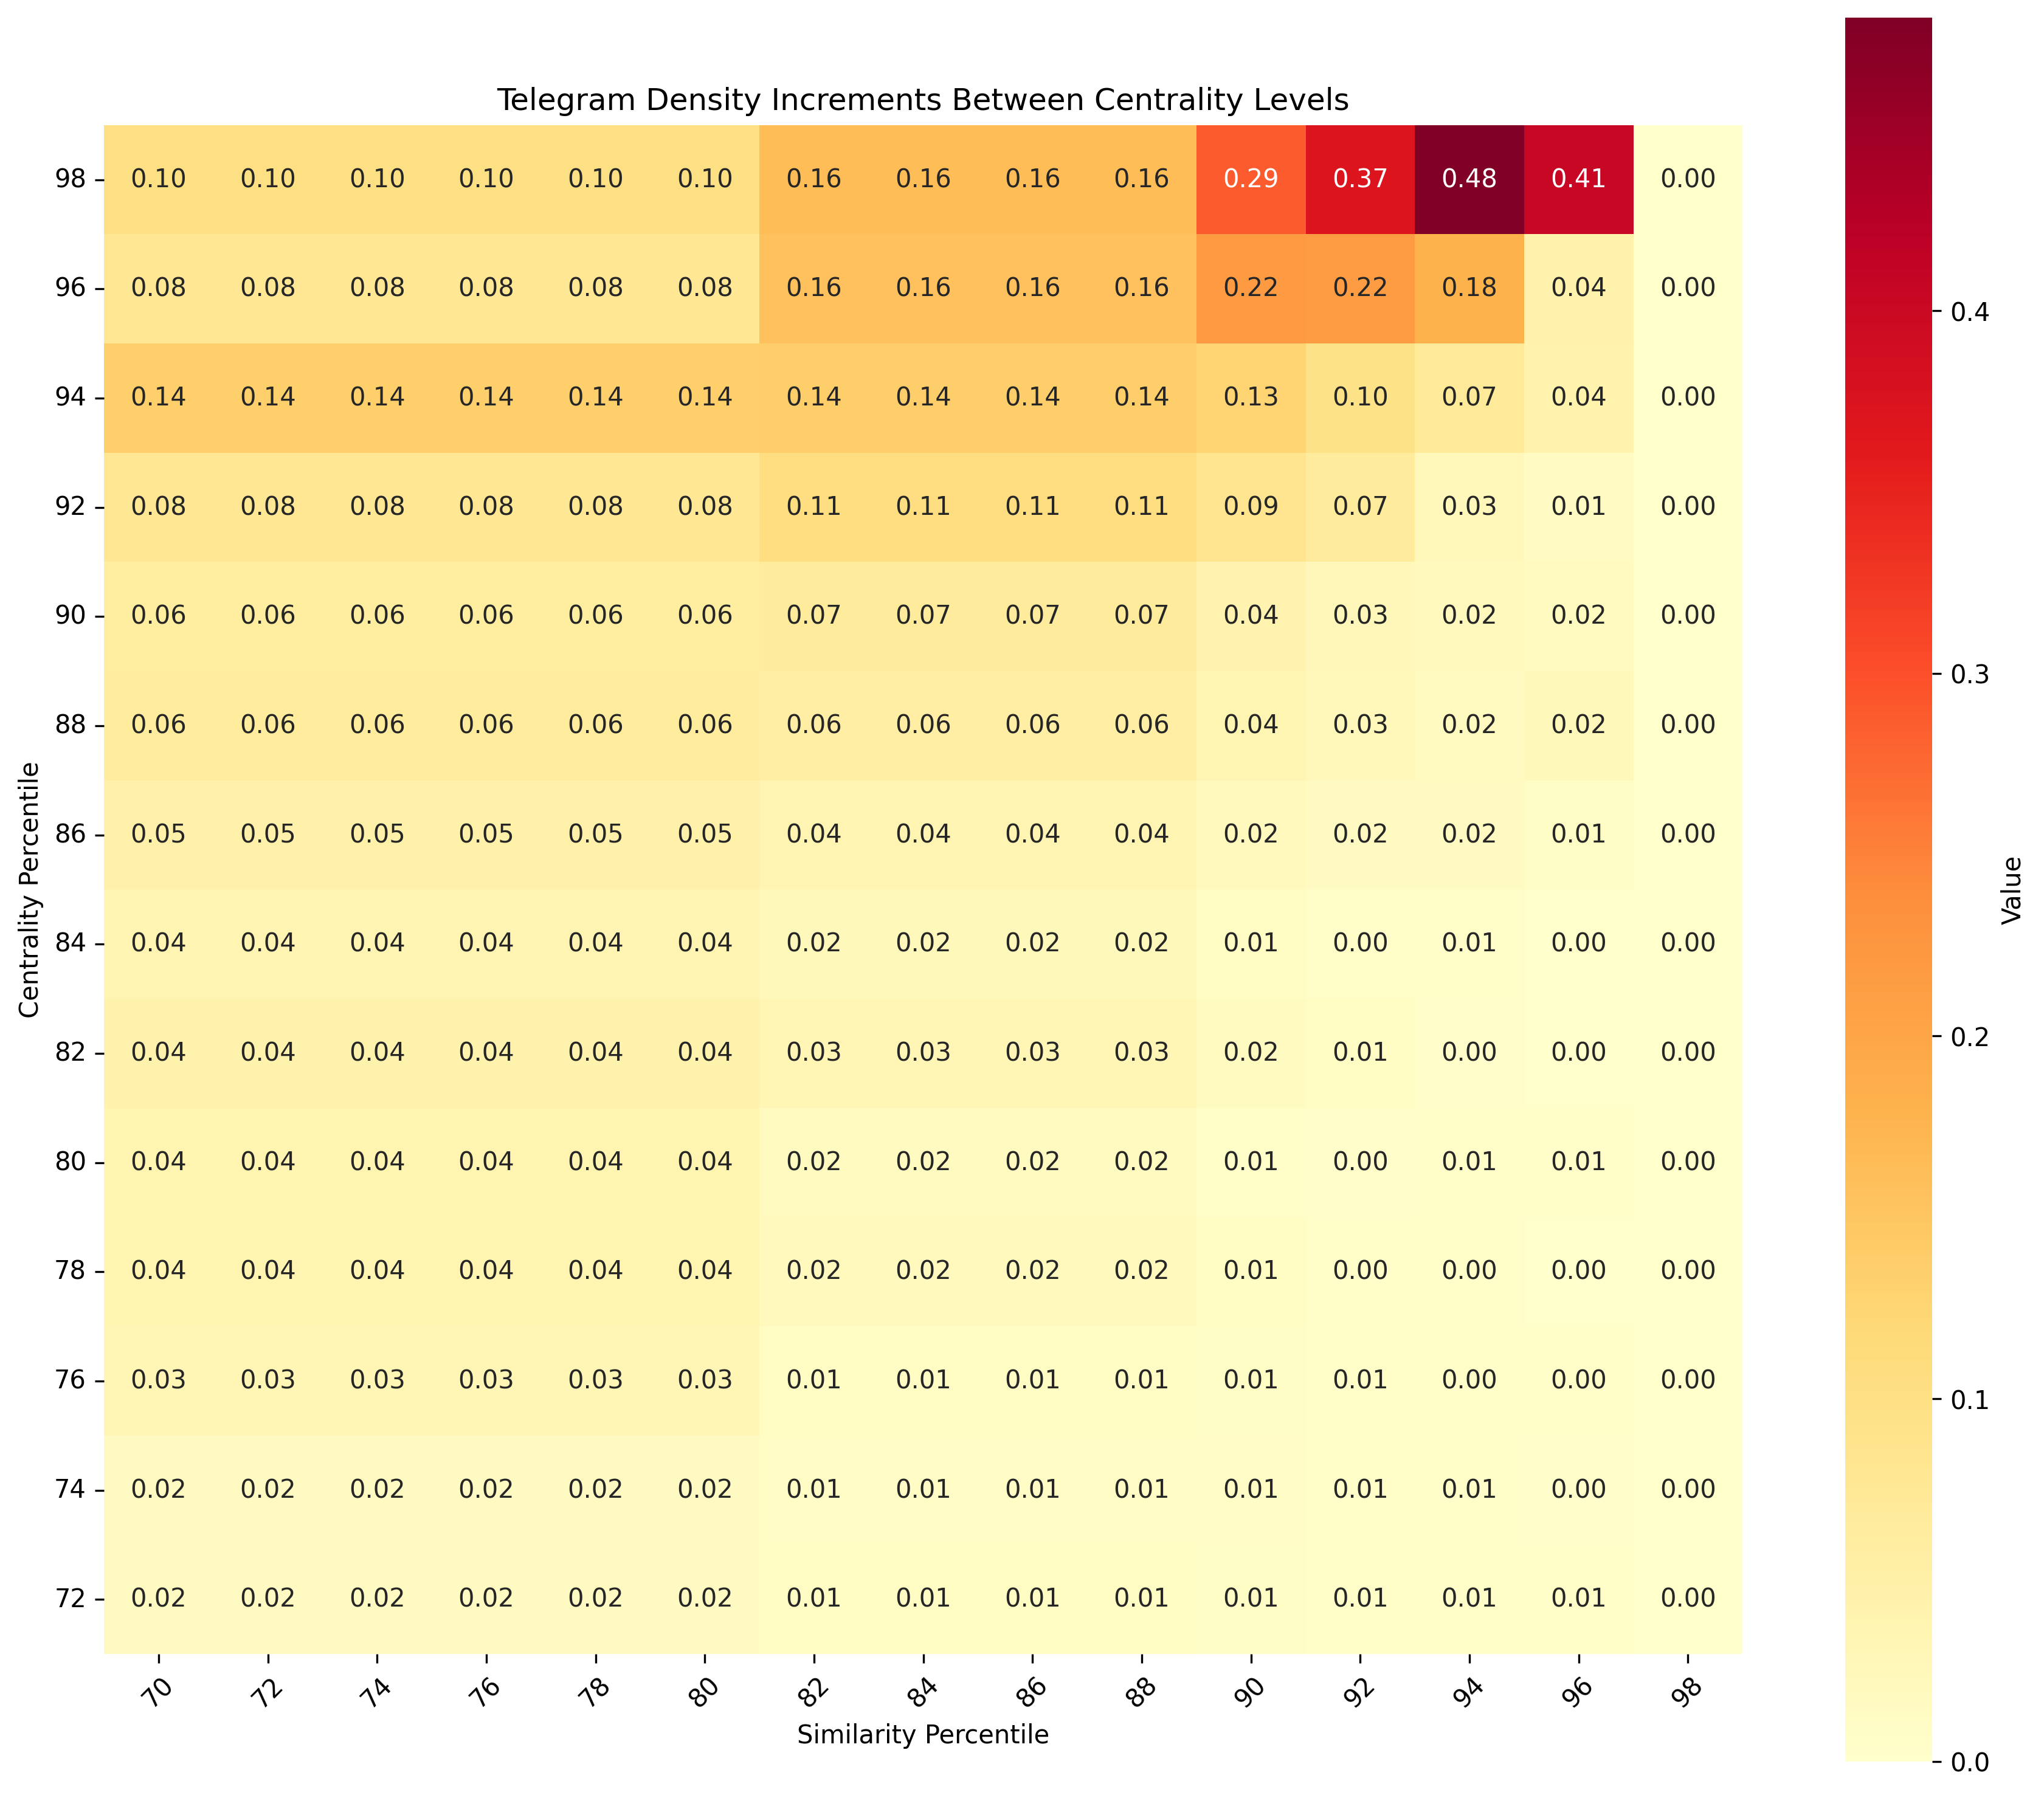 Telegram Density Increments Between Centrality Levels
98 0.10 0.10 0.10 0.10 0.10 0.10 0.16 0.16 0.16 0.16 0.29 0.37 0.48 0.41 0.00
96 0.08 0.08 0.08 0.08 0.08 0.08 0.16 0.16 0.16 0.16 0.22 0.22 0.18 0.04 0.00
94 0.14 0.14 0.14 0.14 0.14 0.14 0.14 0.14 0.14 0.14 0.13 0.10 0.07 0.04 0.00
92 0.08 0.08 0.08 0.08 0.08 0.08 0.11 0.11 0.11 0.11 0.09 0.07 0.03 0.01 0.00
90 0.06 0.06 0.06 0.06 0.06 0.06 0.07 0.07 0.07 0.07 0.04 0.03 0.02 0.02 0.00
88 0.06 0.06 0.06 0.06 0.06 0.06 0.06 0.06 0.06 0.06 0.04 0.03 0.02 0.02 0.00
86 0.05 0.05 0.05 0.05 0.05 0.05 0.04 0.04 0.04 0.04 0.02 0.02 0.02 0.01 0.00
84 0.04 0.04 0.04 0.04 0.04 0.04 0.02 0.02 0.02 0.02 0.01 0.00 0.01 0.00 0.00
82 0.04 0.04 0.04 0.04 0.04 0.04 0.03 0.03 0.03 0.03 0.02 0.01 0.00 0.00 0.00
80 0.04 0.04 0.04 0.04 0.04 0.04 0.02 0.02 0.02 0.02 0.01 0.00 0.01 0.01 0.00
78 0.04 0.04 0.04 0.04 0.04 0.04 0.02 0.02 0.02 0.02 0.01 0.00 0.00 0.00 0.00
76 0.03 0.03 0.03 0.03 0.03 0.03 0.01 0.01 0.01 0.01 0.01 0.01 0.00 0.00 0.00
74 0.02 0.02 0.02 0.02 0.02 0.02 0.01 0.01 0.01 0.01 0.01 0.01 0.01 0.00 0.00
72 0.02 0.02 0.02 0.02 0.02 0.02 0.01 0.01 0.01 0.01 0.01 0.01 0.01 0.01 0.00
70 72 74 76 78 80 82 84 86 88 90 92 94 96 98
Similarity Percentile
Centrality Percentile
0.4
0.3
0.2
0.1
0.0
Value